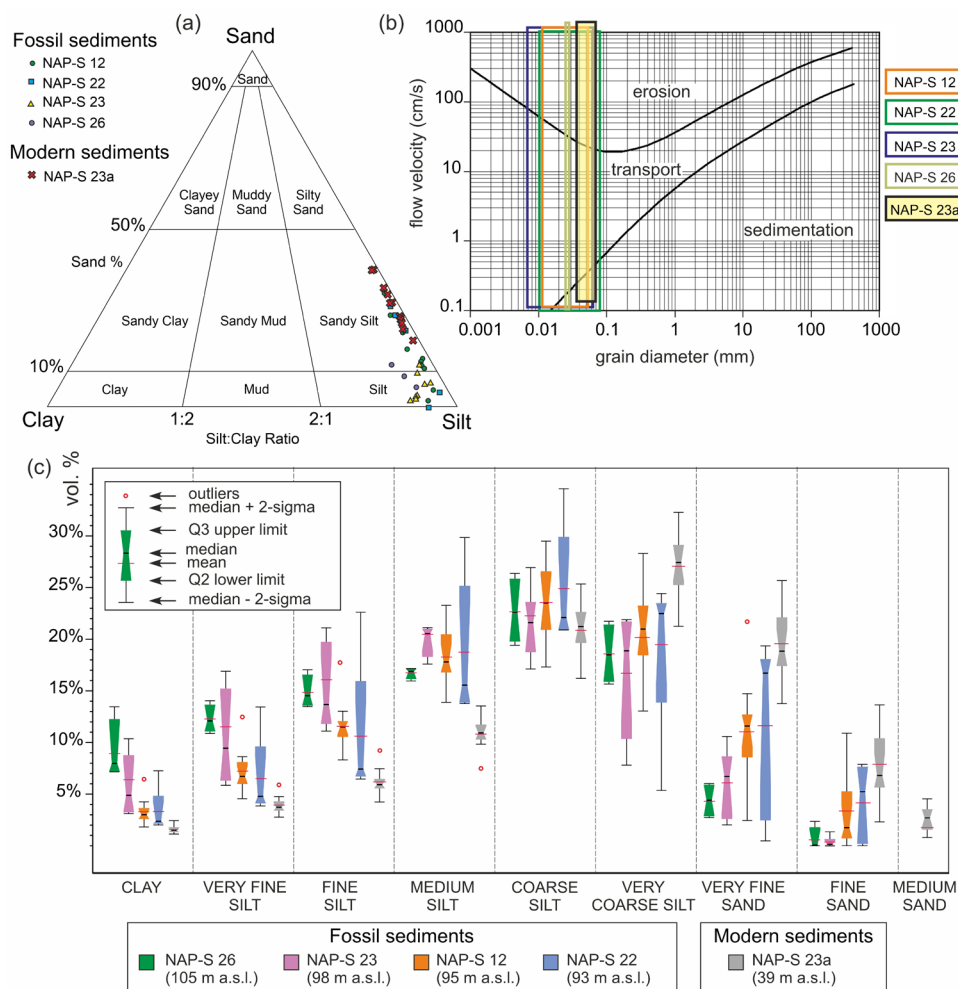 (a)
Fossil sediments
NAP-S 12
NAP-S 22
NAP-S 23
NAP-S 26
Modern sediments
NAP-S 23a
Sand
90%
Sand
Clayey
Sand
Muddy
Sand
Silty
Sand
50%
Sand %
Sandy Clay
Sandy Mud
Sandy Silt
10%
Clay
Mud
Silt
Clay
1:2
2:1
Silt
Silt:Clay Ratio
(b)
flow velocity (cm/s)
1000
100
10
1
0.1
erosion
transport
sedimentation
0.001
0.01
0.1
1
10
100
1000
grain diameter (mm)
NAP-S 12
NAP-S 22
NAP-S 23
NAP-S 26
NAP-S 23a
(c)
vol. %
30%
25%
20%
15%
10%
5%
outliers
median + 2-sigma
Q3 upper limit
median
mean
Q2 lower limit
median - 2-sigma
CLAY
VERY FINE
SILT
FINE
SILT
MEDIUM
SILT
COARSE
SILT
VERY
COARSE SILT
VERY FINE
SAND
FINE
SAND
MEDIUM
SAND
Fossil sediments
NAP-S 26
(105 m a.s.l.)
NAP-S 23
(98 m a.s.l.)
NAP-S 12
(95 m a.s.l.)
NAP-S 22
(93 m a.s.l.)
Modern sediments
NAP-S 23a
(39 m a.s.l.)